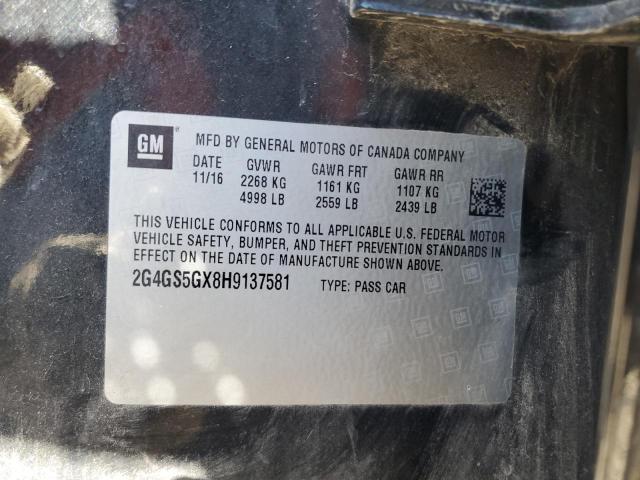 GM
MFD BY GENERAL MOTORS OF CANADA COMPANY
DATE GVWR GAWR FRT GAWR RR
11/16 2268 KG 1161 KG 1107 KG
4998 LB 2559 LB 2439 LB
THIS VEHICLE CONFORMS TO ALL APPLICABLE U.S. FEDERAL MOTOR
VEHICLE SAFETY, BUMPER, AND THEFT PREVENTION STANDARDS IN
EFFECT ON THE DATE OF MANUFACTURE SHOWN ABOVE.
2G4GS5GX8H9137581 TYPE: PASS CAR